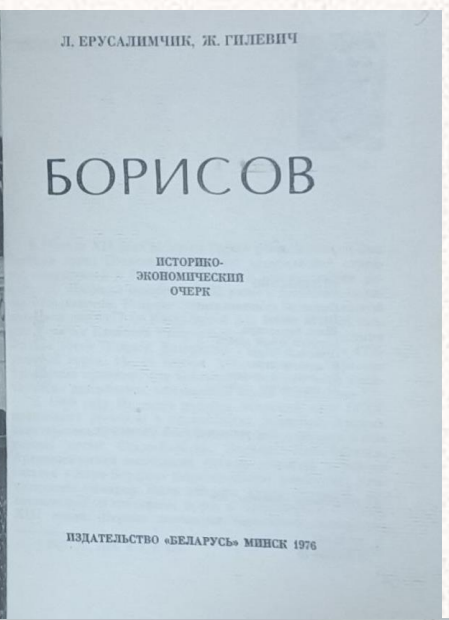 Л. ЕРУСАЛИМЧИК, Ж. ГИЛЕВИЧ
БОРИСОВ
ИСТОРИКО-
ЭКОНОМИЧЕСКИЙ
ОЧЕРК
ИЗДАТЕЛЬСТВО «БЕЛАРУСЬ» МИНСК 1976